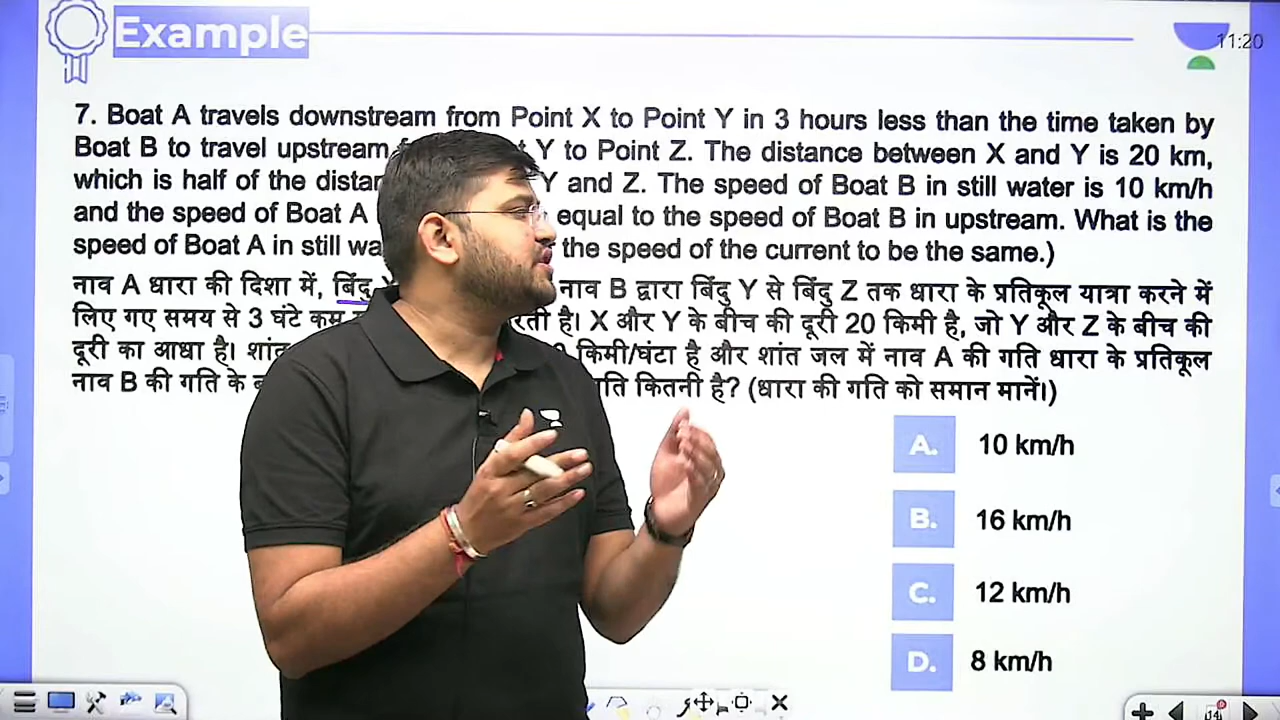 Example
11:20
7. Boat A travels downstream from Point X to Point Y in 3 hours less than the time taken by
Boat B to travel upstream Y to Point Z. The distance between X and Y is 20 km,
which is half of the Y and Z. The speed of Boat B in still water is 10 km/h
and the speed of Boat A equal to the speed of Boat B in upstream. What is the
speed of Boat A in still the speed of the current to be the same.)
नाव A धारा की दिशा में, बिंदु नाव B द्वारा बिंदु Y से बिंदु Z तक धारा के प्रतिकूल यात्रा करने में
लिए गए समय से 3 घंटे कम है। X और Y के बीच की दूरी 20 किमी है, जो Y और Z के बीच की
दूरी का आधा है। किमी/घंटा है और शांत जल में नाव A की गति धारा के प्रतिकूल
नाव B की गति के कितनी है? (धारा की गति को समान मानें।)
A. 10 km/h
B. 16 km/h
C. 12 km/h
D. 8 km/h
14